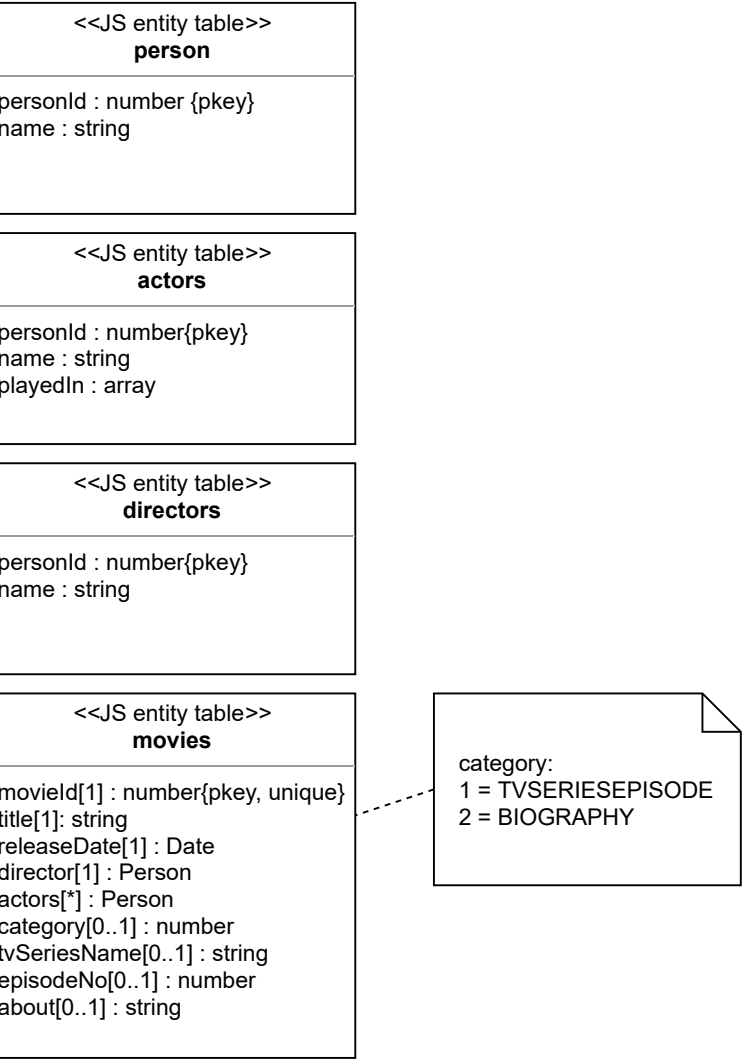 <<JS entity table>>
person
personId : number {pkey}
name : string
<<JS entity table>>
actors
personId : number{pkey}
name : string
playedIn : array
<<JS entity table>>
directors
personId : number{pkey}
name : string
<<JS entity table>>
movies
movieId[1] : number{pkey, unique}
title[1]: string
releaseDate[1] : Date
director[1] : Person
actors[*] : Person
category[0..1] : number
tvSeriesName[0..1] : string
episodeNo[0..1] : number
about[0..1] : string
category:
1 = TVSERIESEPISODE
2 = BIOGRAPHY